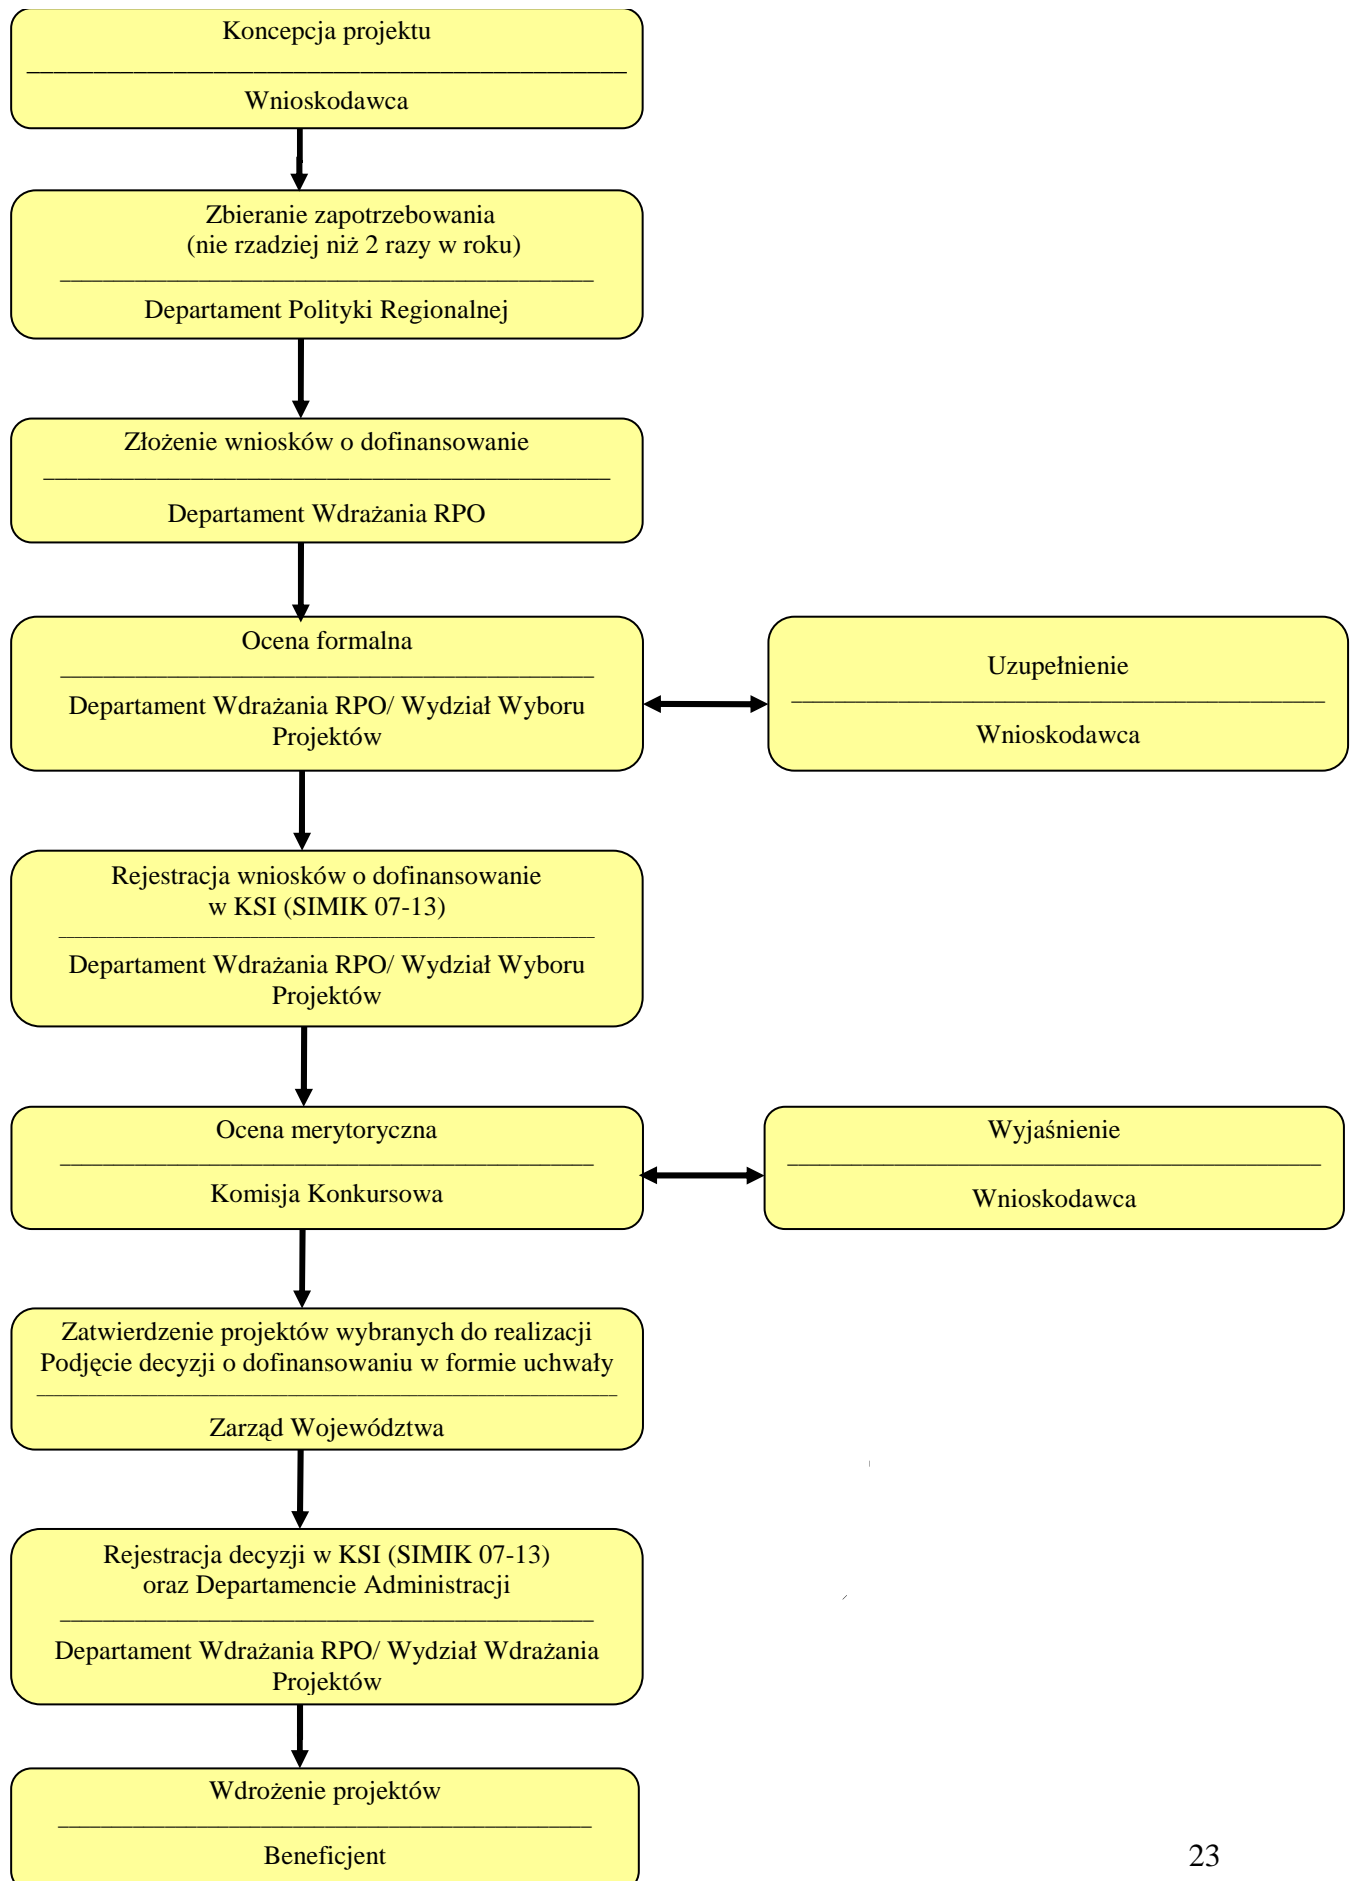 Koncepcja projektu
Wnioskodawca
Zbieranie zapotrzebowania
(nie rzadziej niż 2 razy w roku)
Departament Polityki Regionalnej
Złożenie wniosków o dofinansowanie
Departament Wdrażania RPO
Ocena formalna
Departament Wdrażania RPO/ Wydział Wyboru
Projektów
Uzupełnienie
Wnioskodawca
Rejestracja wniosków o dofinansowanie
w KSI (SIMIK 07-13)
Departament Wdrażania RPO/ Wydział Wyboru
Projektów
Ocena merytoryczna
Komisja Konkursowa
Wyjaśnienie
Wnioskodawca
Zatwierdzenie projektów wybranych do realizacji
Podjęcie decyzji o dofinansowaniu w formie uchwały
Zarząd Województwa
Rejestracja decyzji w KSI (SIMIK 07-13)
oraz Departamencie Administracji
Departament Wdrażania RPO/ Wydział Wdrażania
Projektów
Wdrożenie projektów
Beneficjent
23